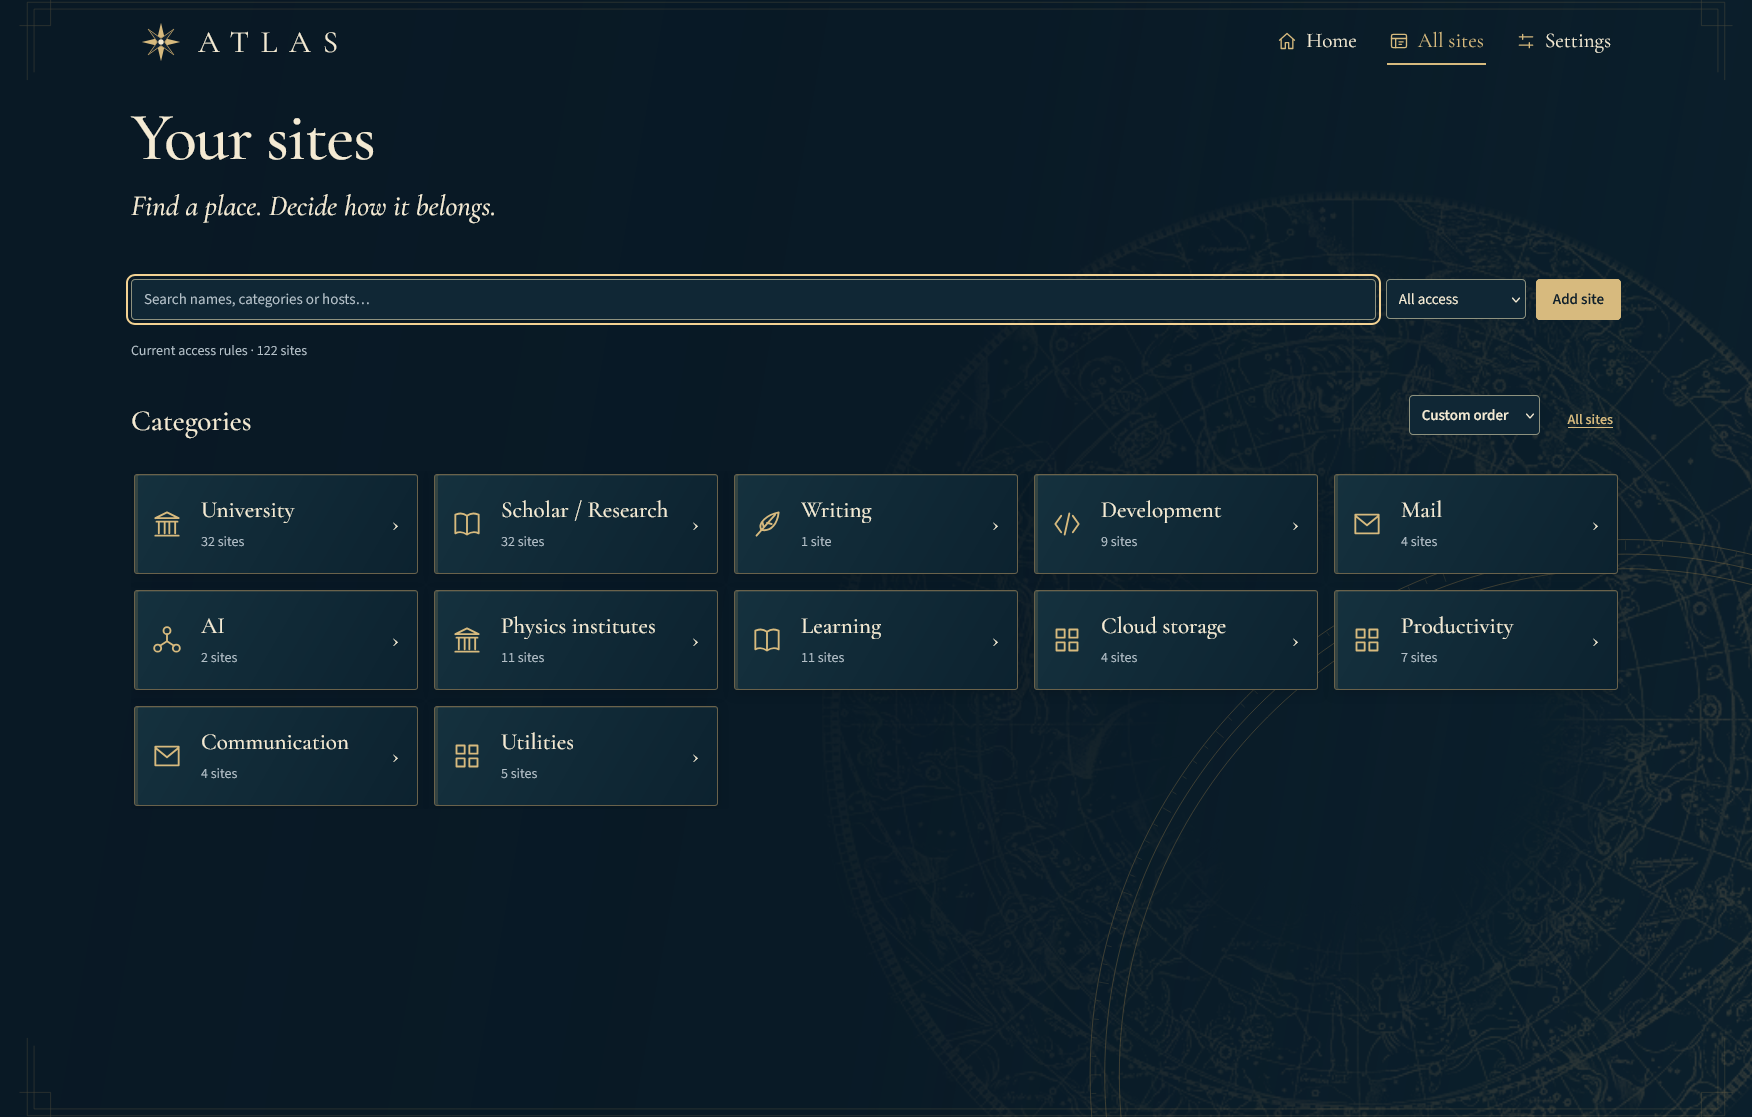 ATLAS
Home
All sites
Settings
Your sites
Find a place. Decide how it belongs.
Search names, categories or hosts…
All access
Add site
Current access rules · 122 sites
Categories
Custom order
All sites
University
32 sites
Scholar / Research
32 sites
Writing
1 site
Development
9 sites
Mail
4 sites
AI
2 sites
Physics institutes
11 sites
Learning
11 sites
Cloud storage
4 sites
Productivity
7 sites
Communication
4 sites
Utilities
5 sites